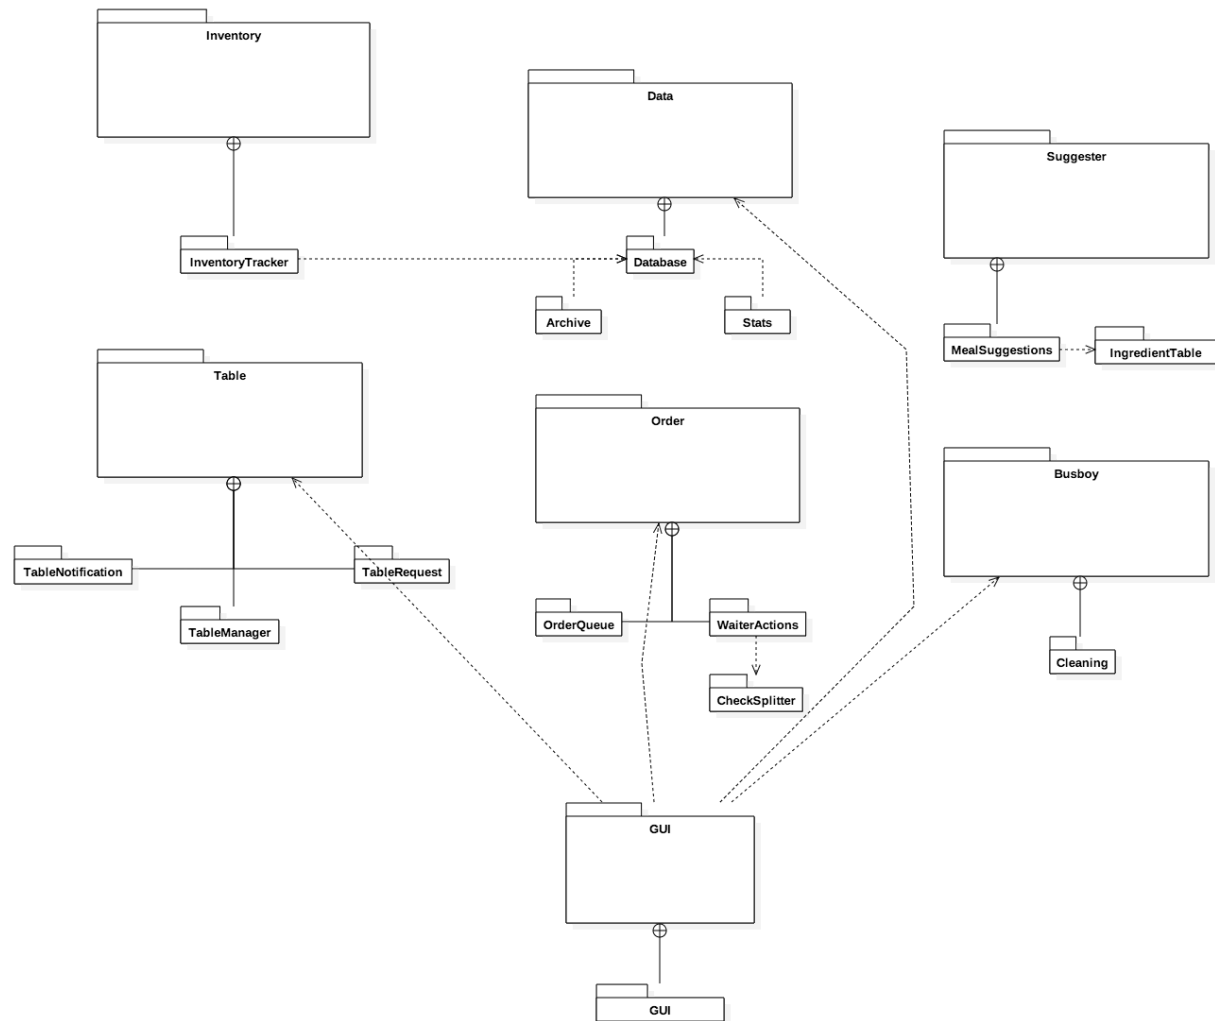 Inventory
Data
Suggester
InventoryTracker
Database
Archive
Stats
MealSuggestions
IngredientTable
Table
Order
Busboy
TableNotification
TableRequest
TableManager
OrderQueue
WaiterActions
Cleaning
CheckSplitter
GUI
GUI